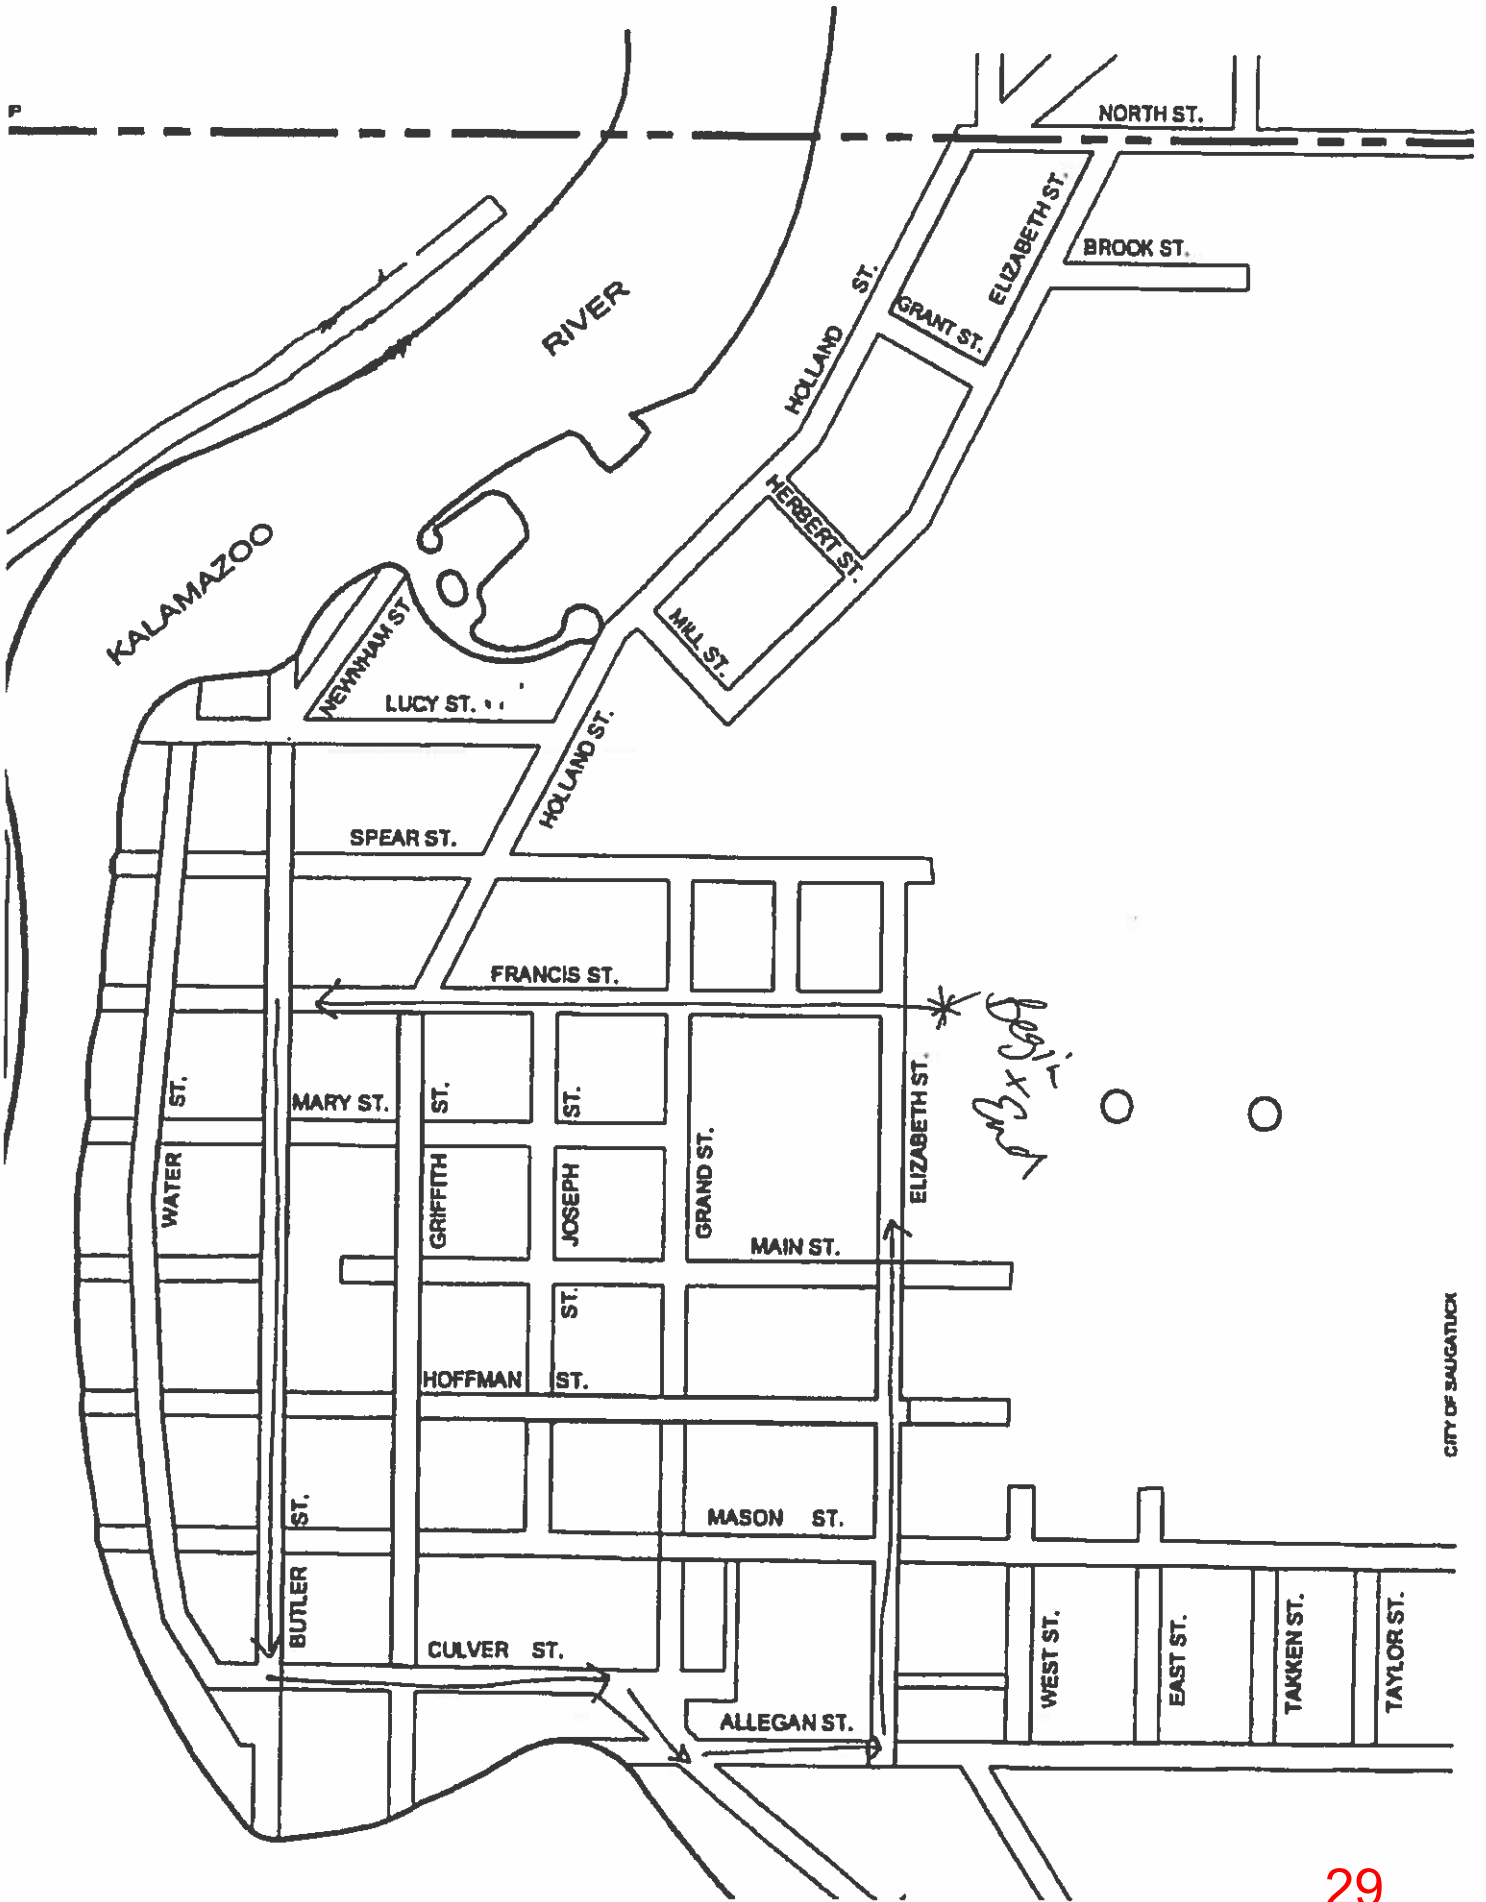 P
NORTH ST.
ELIZABETH ST.
BROOK ST.
HOLLAND ST.
GRANT ST.
RIVER
HERBERT ST.
KALAMAZOO
MILL ST.
NEWNHAM ST
LUCY ST.
HOLLAND ST.
SPEAR ST.
FRANCIS ST.
Begin
& End
WATER ST.
MARY ST.
GRIFFITH ST.
JOSEPH ST.
GRAND ST.
ELIZABETH ST.
MAIN ST.
ST.
HOFFMAN ST.
CITY OF SAUGATUCK
MASON ST.
BUTLER ST.
CULVER ST.
WEST ST.
EAST ST.
TAKKEN ST.
TAYLOR ST.
ALLEGAN ST.
29